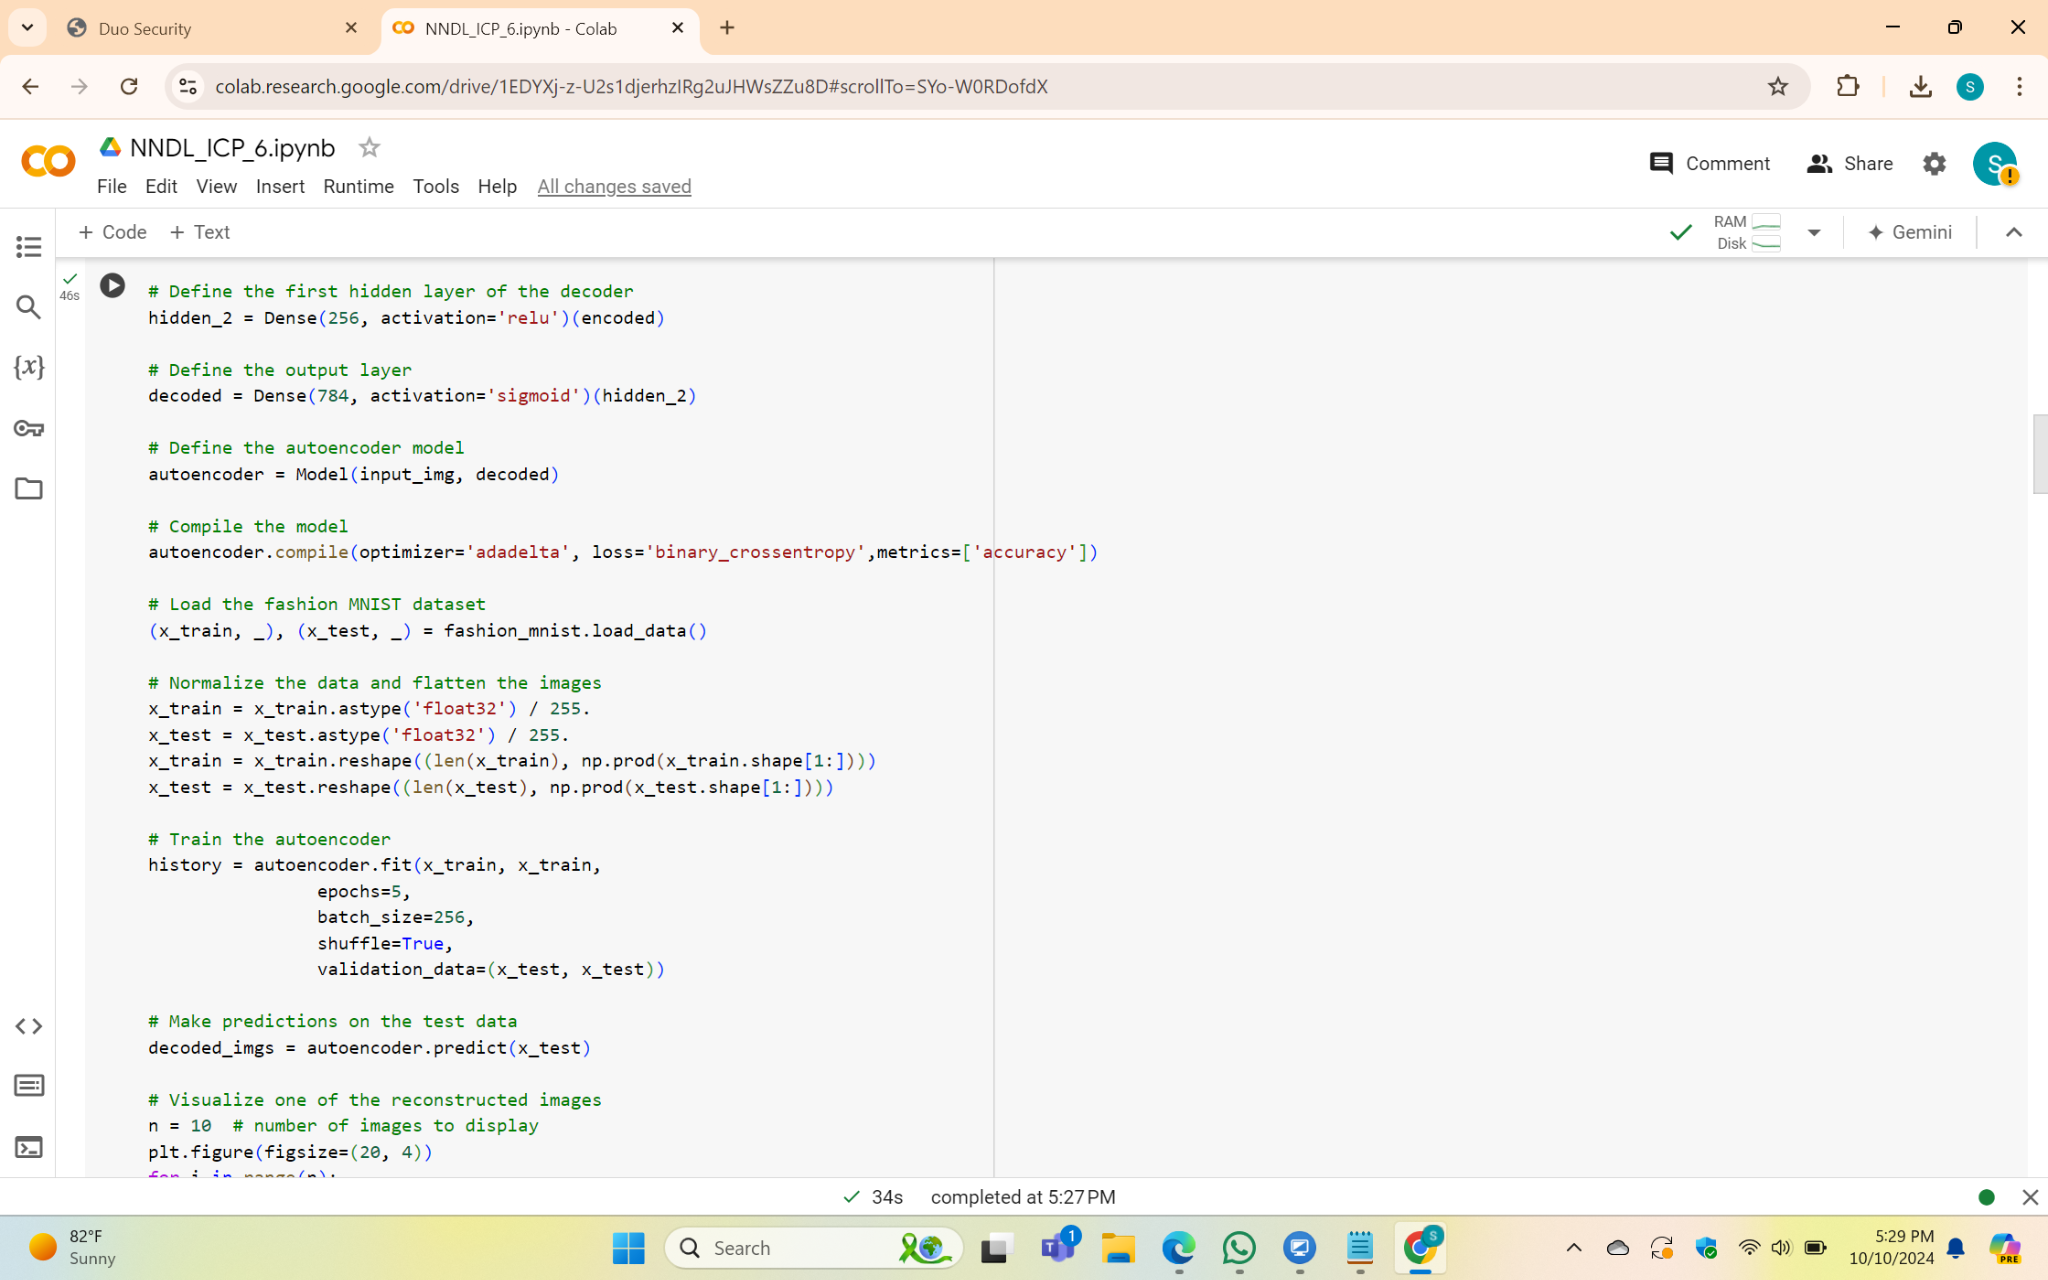 Duo Security
NNDL_ICP_6.ipynb - Colab
colab.research.google.com/drive/1EDYXj-z-U2s1djerhzIRg2uJHWsZZu8D#scrollTo=SYo-W0RDofdX
S
NNDL_ICP_6.ipynb
File Edit View Insert Runtime Tools Help All changes saved
Comment
Share
S
+ Code + Text
RAM
Disk
Gemini
46s
# Define the first hidden layer of the decoder
hidden_2 = Dense(256, activation='relu')(encoded)
# Define the output layer
decoded = Dense(784, activation='sigmoid')(hidden_2)
# Define the autoencoder model
autoencoder = Model(input_img, decoded)
# Compile the model
autoencoder.compile(optimizer='adadelta', loss='binary_crossentropy',metrics=['accuracy'])
# Load the fashion MNIST dataset
(x_train, _), (x_test, _) = fashion_mnist.load_data()
# Normalize the data and flatten the images
x_train = x_train.astype('float32') / 255.
x_test = x_test.astype('float32') / 255.
x_train = x_train.reshape((len(x_train), np.prod(x_train.shape[1:])))
x_test = x_test.reshape((len(x_test), np.prod(x_test.shape[1:])))
# Train the autoencoder
history = autoencoder.fit(x_train, x_train,
epochs=5,
batch_size=256,
shuffle=True,
validation_data=(x_test, x_test))
# Make predictions on the test data
decoded_imgs = autoencoder.predict(x_test)
# Visualize one of the reconstructed images
n = 10  # number of images to display
plt.figure(figsize=(20, 4))
for i in range(n):
34s completed at 5:27 PM
82°F
Sunny
Search
1
S
5:29 PM
10/10/2024
PRE